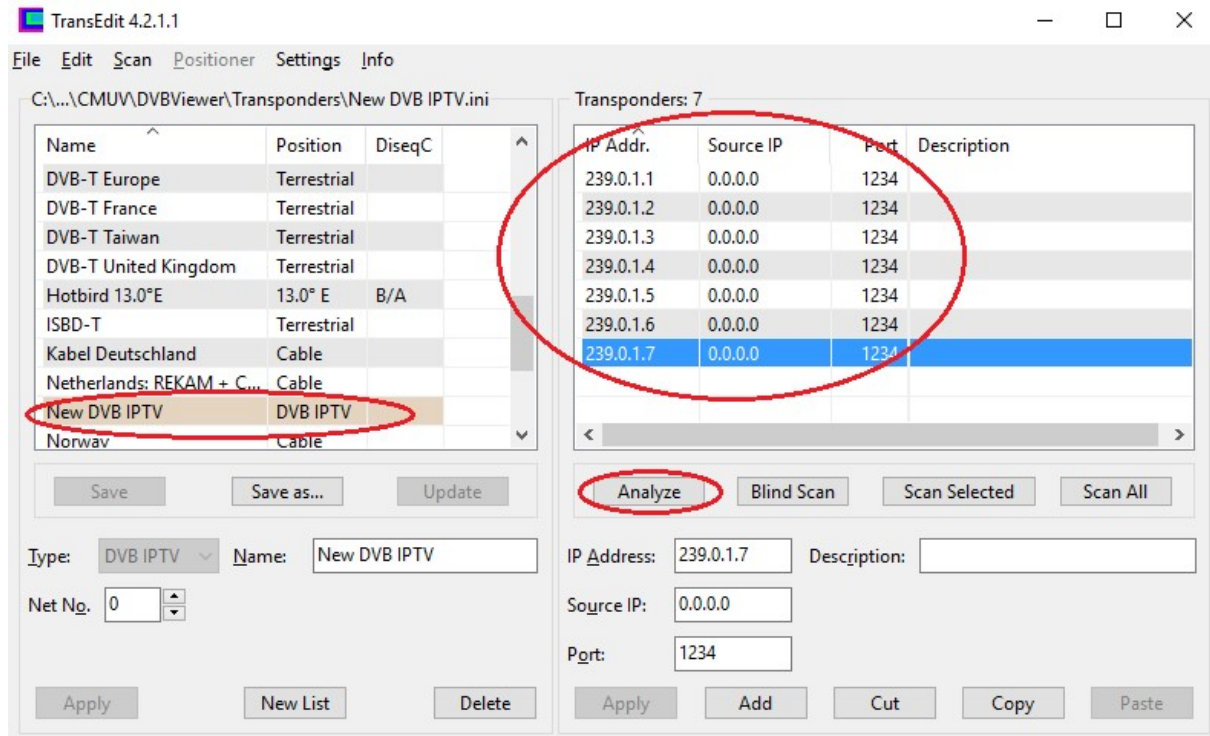 TransEdit 4.2.1.1
File Edit Scan Positioner Settings Info
C:\...\CMUV\DVBViewer\Transponders\New DVB IPTV.ini
Name Position DiseqC
DVB-T Europe Terrestrial
DVB-T France Terrestrial
DVB-T Taiwan Terrestrial
DVB-T United Kingdom Terrestrial
Hotbird 13.0°E 13.0° E B/A
ISBD-T Terrestrial
Kabel Deutschland Cable
Netherlands: REKAM + C... Cable
New DVB IPTV DVB IPTV
Norway Cable
Save Save as... Update
Type: DVB IPTV Name: New DVB IPTV
Net No. 0
Apply New List Delete
Transponders: 7
IP Addr. Source IP Port Description
239.0.1.1 0.0.0.0 1234
239.0.1.2 0.0.0.0 1234
239.0.1.3 0.0.0.0 1234
239.0.1.4 0.0.0.0 1234
239.0.1.5 0.0.0.0 1234
239.0.1.6 0.0.0.0 1234
239.0.1.7 0.0.0.0 1234
Analyze Blind Scan Scan Selected Scan All
IP Address: 239.0.1.7 Description:
Source IP: 0.0.0.0
Port: 1234
Apply Add Cut Copy Paste